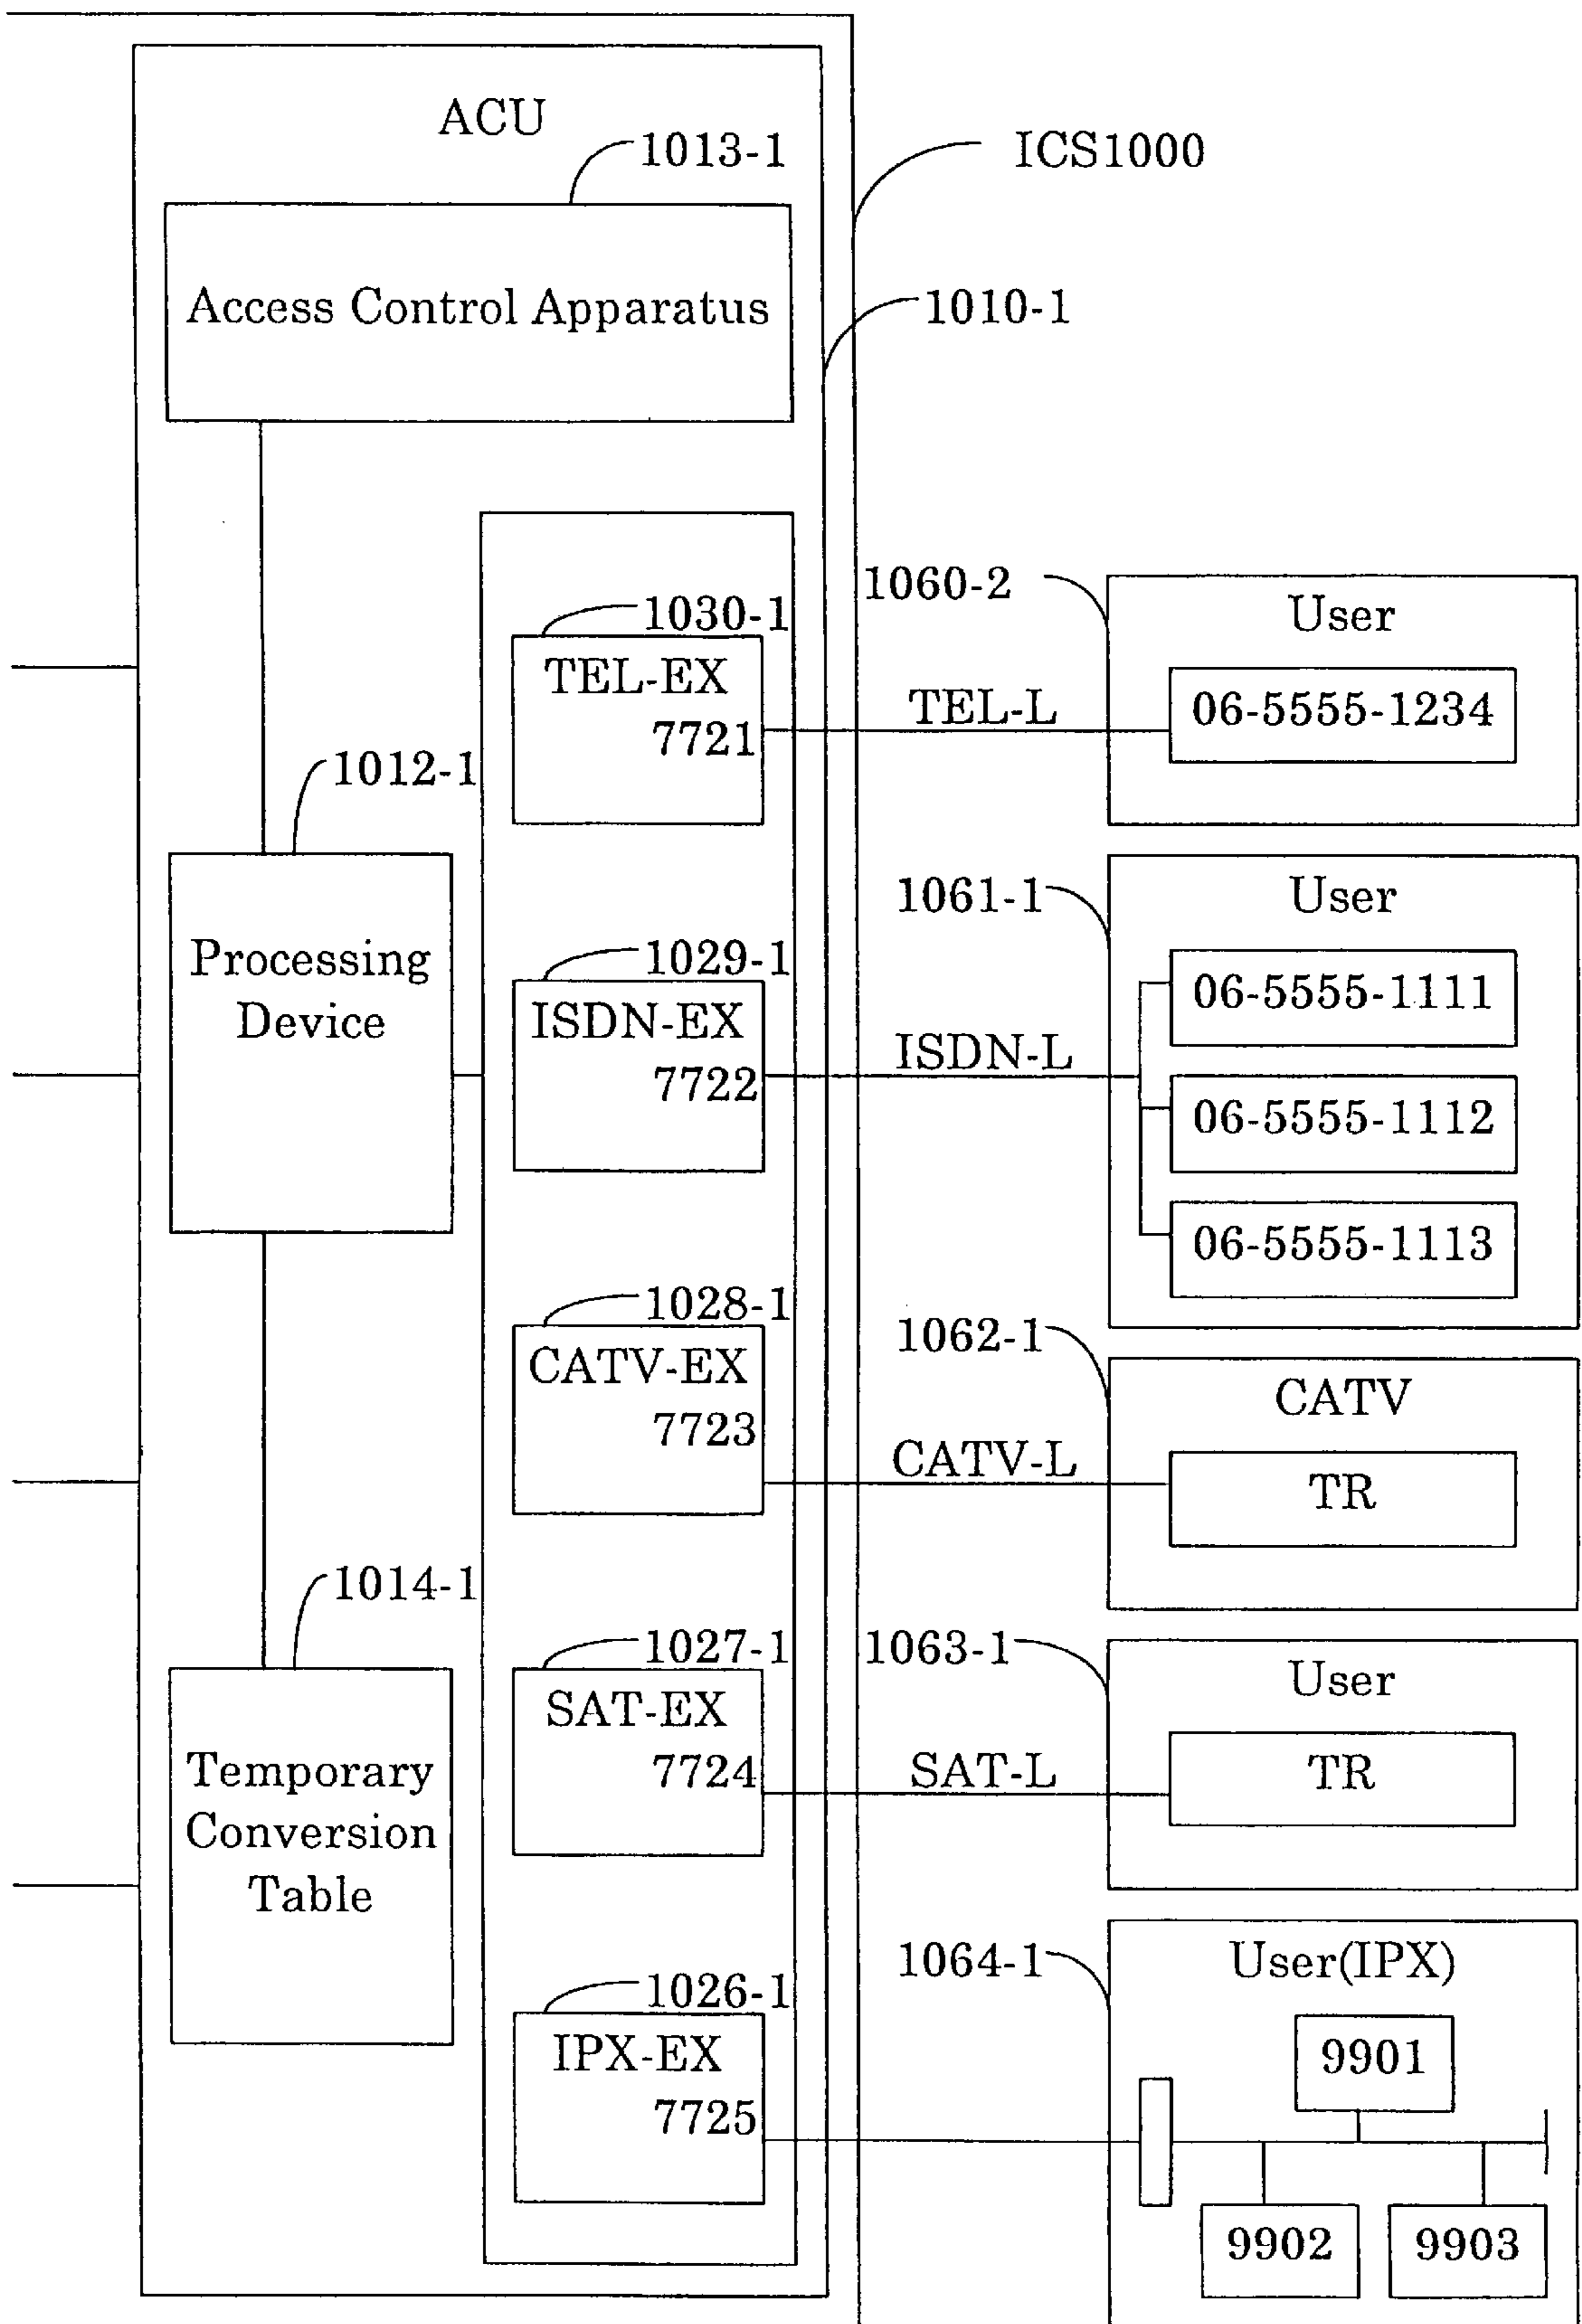 ACU
1013-1
ICS1000
Access Control Apparatus
1010-1
1060-2
User
1030-1
TEL-EX
7721
TEL-L
06-5555-1234
1012-1
1061-1
User
Processing
Device
1029-1
ISDN-EX
7722
ISDN-L
06-5555-1111
06-5555-1112
06-5555-1113
1028-1
CATV-EX
7723
1062-1
CATV
CATV-L
TR
1014-1
1027-1
SAT-EX
7724
1063-1
User
SAT-L
TR
Temporary
Conversion
Table
1026-1
IPX-EX
7725
1064-1
User(IPX)
9901
9902
9903